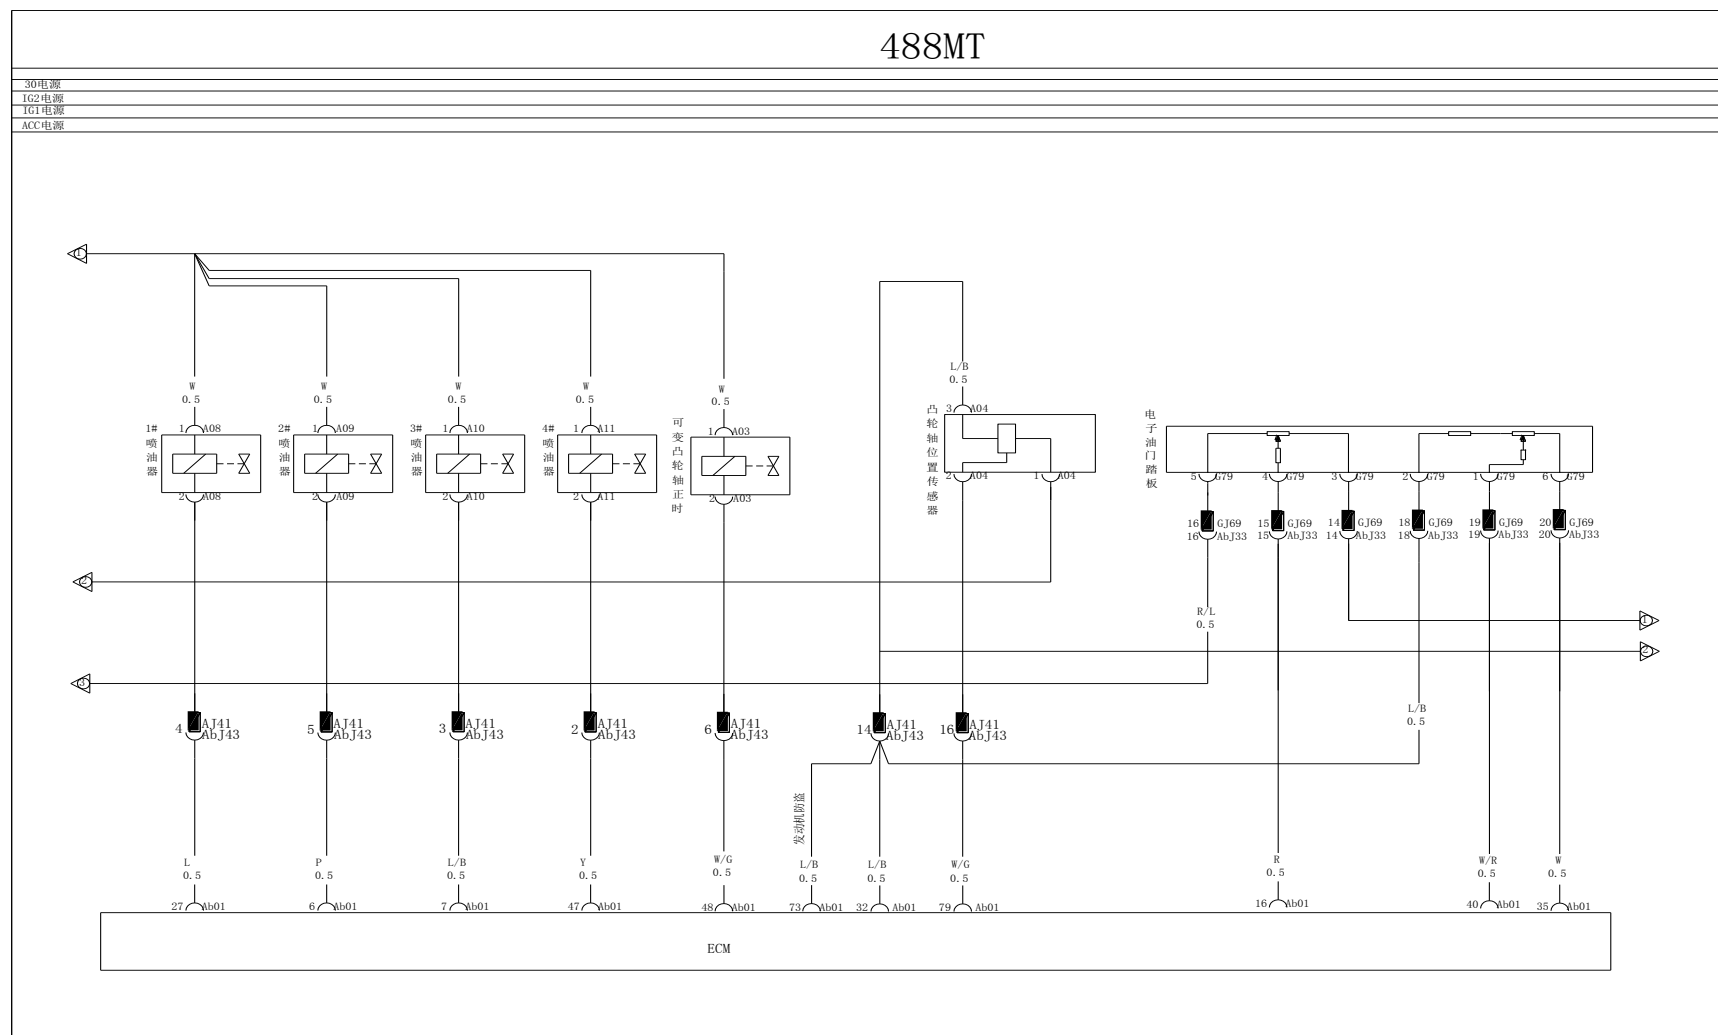 488MT
30电源
IG2电源
IG1电源
ACC电源
1
W
0.5
W
0.5
W
0.5
W
0.5
W
0.5
L/B
0.5
1#喷油器
1 A08
2 A08
2#喷油器
1 A09
2 A09
3#喷油器
1 A10
2 A10
4#喷油器
1 A11
2 A11
可变凸轮轴正时
1 A03
2 A03
凸轮轴位置传感器
3 A04
2 A04
1 A04
电子油门踏板
5 G79
4 G79
3 G79
2 G79
1 G79
6 G79
16 GJ69
16 AbJ33
15 GJ69
15 AbJ33
14 GJ69
14 AbJ33
18 GJ69
18 AbJ33
19 GJ69
19 AbJ33
20 GJ69
20 AbJ33
2
R/L
0.5
1
2
3
4 AJ41
AbJ43
5 AJ41
AbJ43
3 AJ41
AbJ43
2 AJ41
AbJ43
6 AJ41
AbJ43
14 AJ41
AbJ43
16 AJ41
AbJ43
L/B
0.5
发动机防盗
L
0.5
P
0.5
L/B
0.5
Y
0.5
W/G
0.5
L/B
0.5
L/B
0.5
W/G
0.5
R
0.5
W/R
0.5
W
0.5
27 Ab01
6 Ab01
7 Ab01
47 Ab01
48 Ab01
73 Ab01
32 Ab01
79 Ab01
16 Ab01
40 Ab01
35 Ab01
ECM